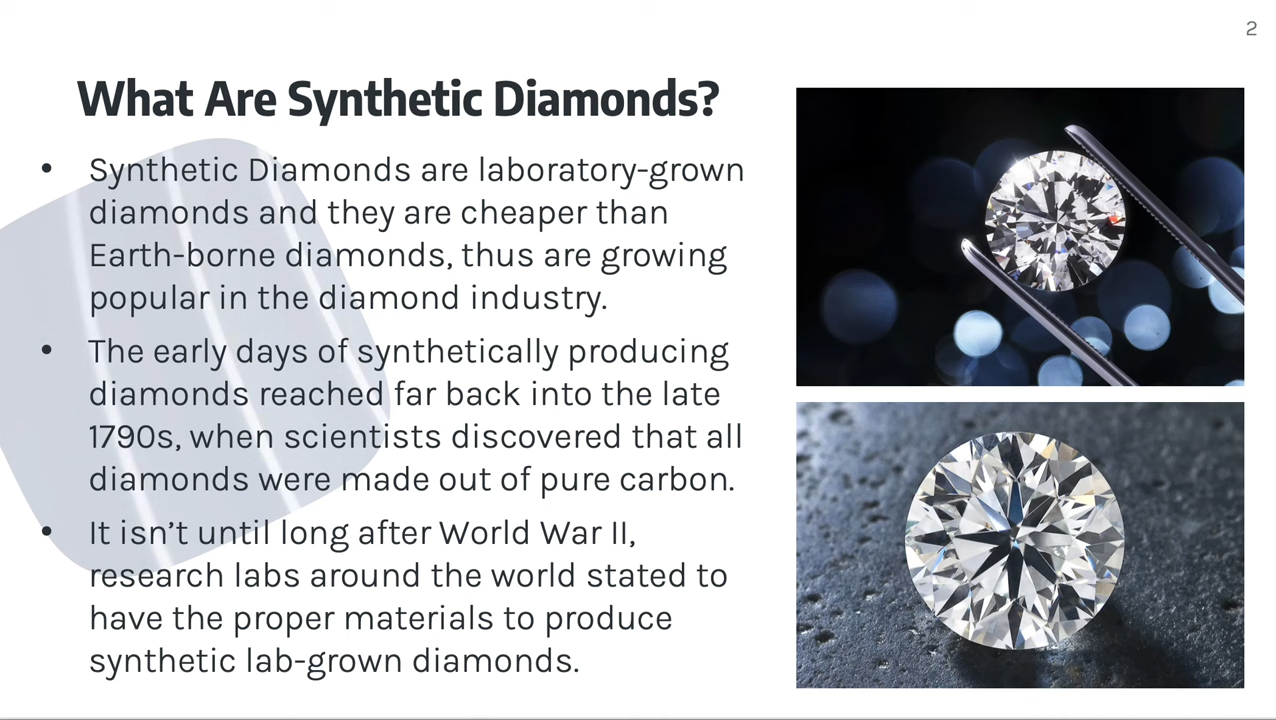 2
What Are Synthetic Diamonds?
• Synthetic Diamonds are laboratory-grown
diamonds and they are cheaper than
Earth-borne diamonds, thus are growing
popular in the diamond industry.
• The early days of synthetically producing
diamonds reached far back into the late
1790s, when scientists discovered that all
diamonds were made out of pure carbon.
• It isn’t until long after World War II,
research labs around the world stated to
have the proper materials to produce
synthetic lab-grown diamonds.